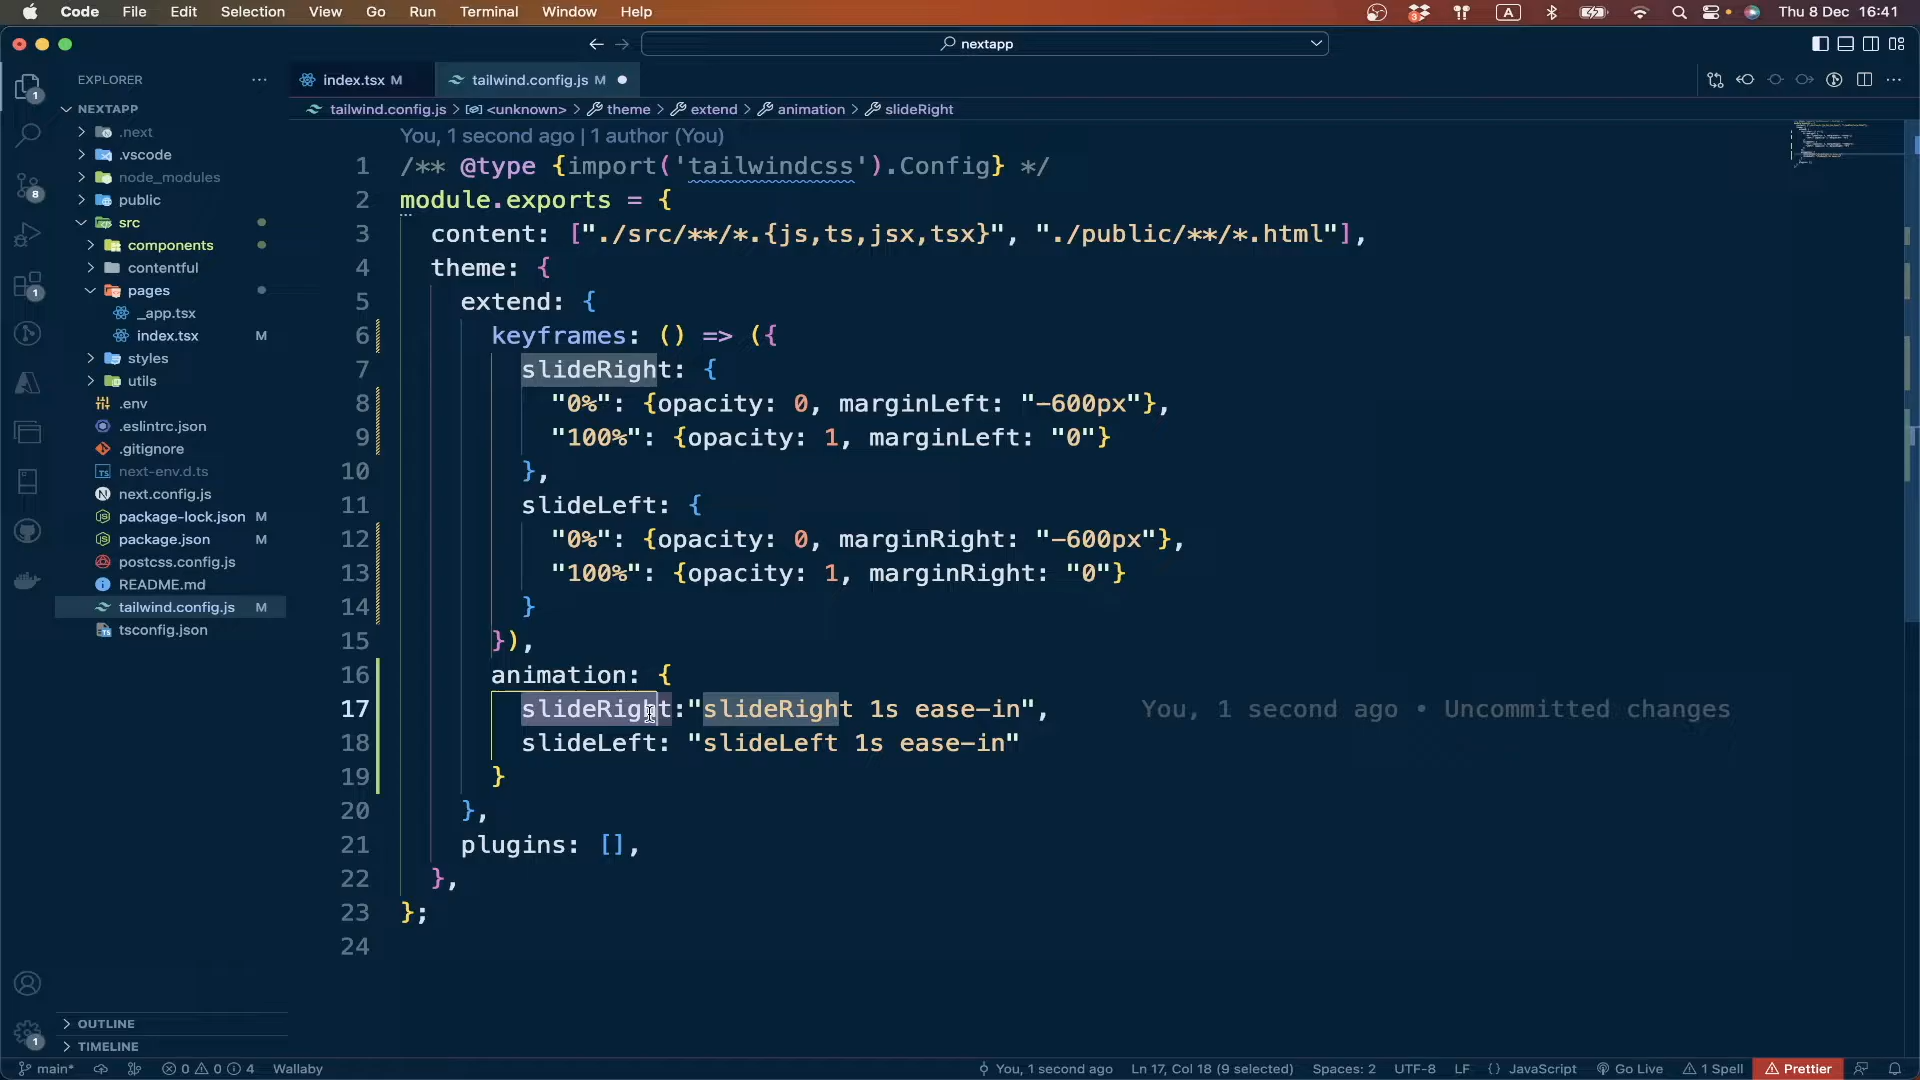 Code File Edit Selection View Go Run Terminal Window Help
3
A
Thu 8 Dec 16:41
nextapp
EXPLORER
index.tsx M
tailwind.config.js M
NEXTAPP
tailwind.config.js > <unknown> > theme > extend > animation > slideRight
.next
.vscode
node_modules
public
src
components
contentful
pages
_app.tsx
index.tsx M
styles
utils
.env
.eslintrc.json
.gitignore
next-env.d.ts
next.config.js
package-lock.json M
package.json M
postcss.config.js
README.md
tailwind.config.js M
tsconfig.json
OUTLINE
TIMELINE
1
8
1
1
You, 1 second ago | 1 author (You)
1 /** @type {import('tailwindcss').Config} */
2 module.exports = {
3 content: ["./src/**/*.{js,ts,jsx,tsx}", "./public/**/*.html"],
4 theme: {
5 extend: {
6 keyframes: () => ({
7 slideRight: {
8 "0%": {opacity: 0, marginLeft: "-600px"},
9 "100%": {opacity: 1, marginLeft: "0"}
10 },
11 slideLeft: {
12 "0%": {opacity: 0, marginRight: "-600px"},
13 "100%": {opacity: 1, marginRight: "0"}
14 }
15 }),
16 animation: {
17 slideRight:"slideRight 1s ease-in", You, 1 second ago • Uncommitted changes
18 slideLeft: "slideLeft 1s ease-in"
19 }
20 },
21 plugins: [],
22 },
23 };
24
main* 0 0 4 Wallaby You, 1 second ago Ln 17, Col 18 (9 selected) Spaces: 2 UTF-8 LF {} JavaScript Go Live 1 Spell Prettier